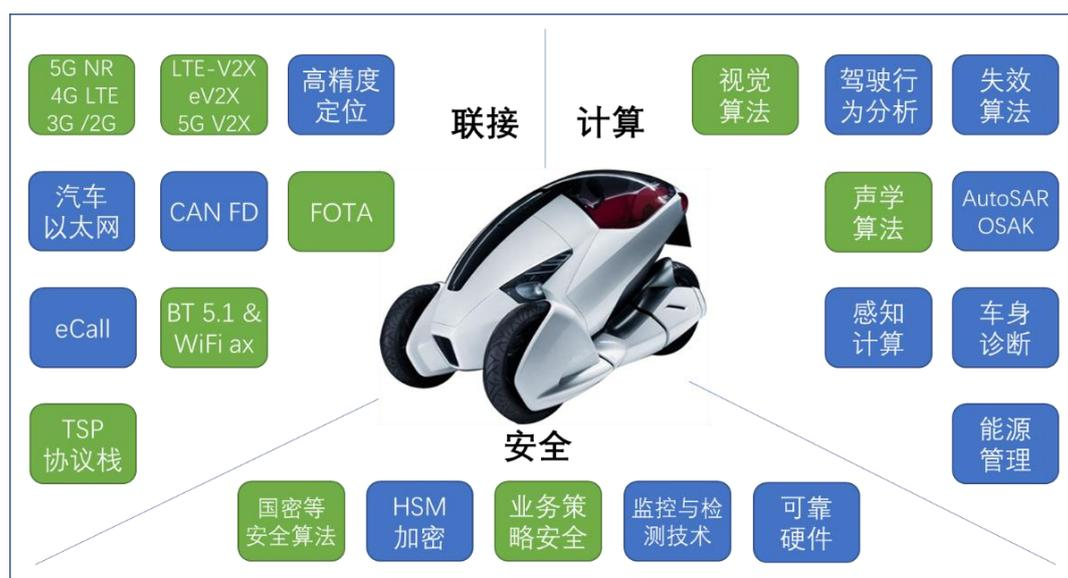 5G NR
4G LTE
3G /2G
LTE-V2X
eV2X
5G V2X
高精度
定位
汽车
以太网
CAN FD
FOTA
eCall
BT 5.1 &
WiFi ax
TSP
协议栈
联接
计算
视觉
算法
驾驶行
为分析
失效
算法
声学
算法
AutoSAR
OSAK
感知
计算
车身
诊断
能源
管理
安全
国密等
安全算法
HSM
加密
业务策
略安全
监控与检
测技术
可靠
硬件